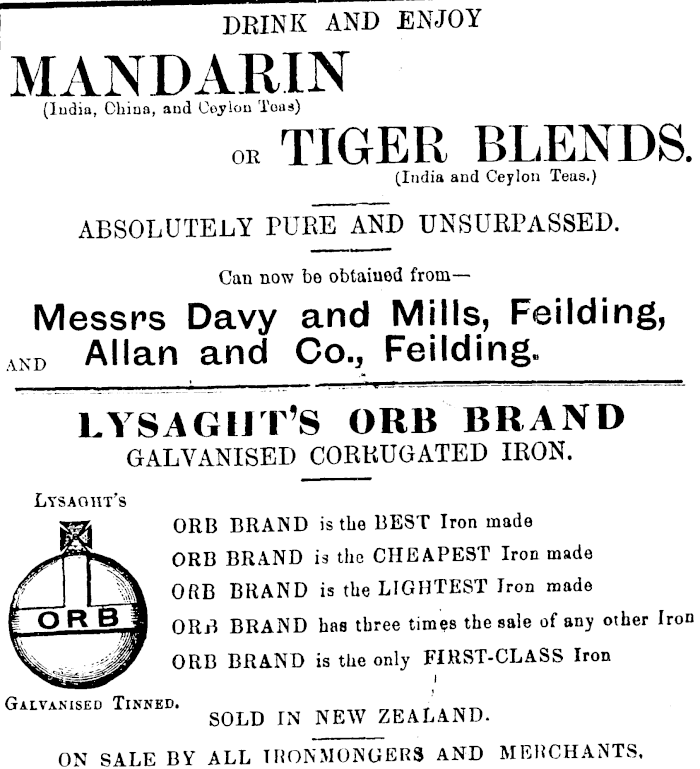 DRINK AND ENJOY
MANDARIN
(India, China, and Ceylon Teas)
OR TIGER BLENDS.
(India and Ceylon Teas.)
ABSOLUTELY PURE AND UNSURPASSED.
Can now be obtained from—
Messrs Davy and Mills, Feilding,
AND Allan and Co., Feilding.
LYSAGHT'S ORB BRAND
GALVANISED CORRUGATED IRON.
LYSAGHT'S
ORB
GALVANISED TINNED.
ORB BRAND is the BEST Iron made
ORB BRAND is the CHEAPEST Iron made
ORB BRAND is the LIGHTEST Iron made
ORB BRAND has three times the sale of any other Iron
ORB BRAND is the only FIRST-CLASS Iron
SOLD IN NEW ZEALAND.
ON SALE BY ALL IRONMONGERS AND MERCHANTS.